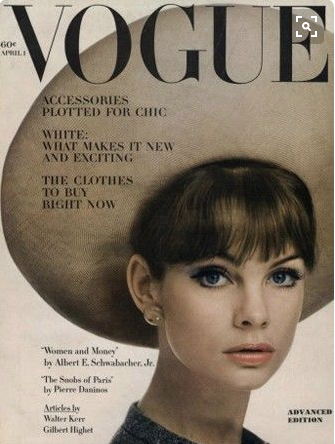 VOGUE
60¢
APRIL 1
ACCESSORIES
PLOTTED FOR CHIC
WHITE:
WHAT MAKES IT NEW
AND EXCITING
THE CLOTHES
TO BUY
RIGHT NOW
"Women and Money"
by Albert E. Schwabacher, Jr.
"The Snobs of Paris"
by Pierre Daninos
Articles by
Walter Kerr
Gilbert Highet
ADVANCED
EDITION